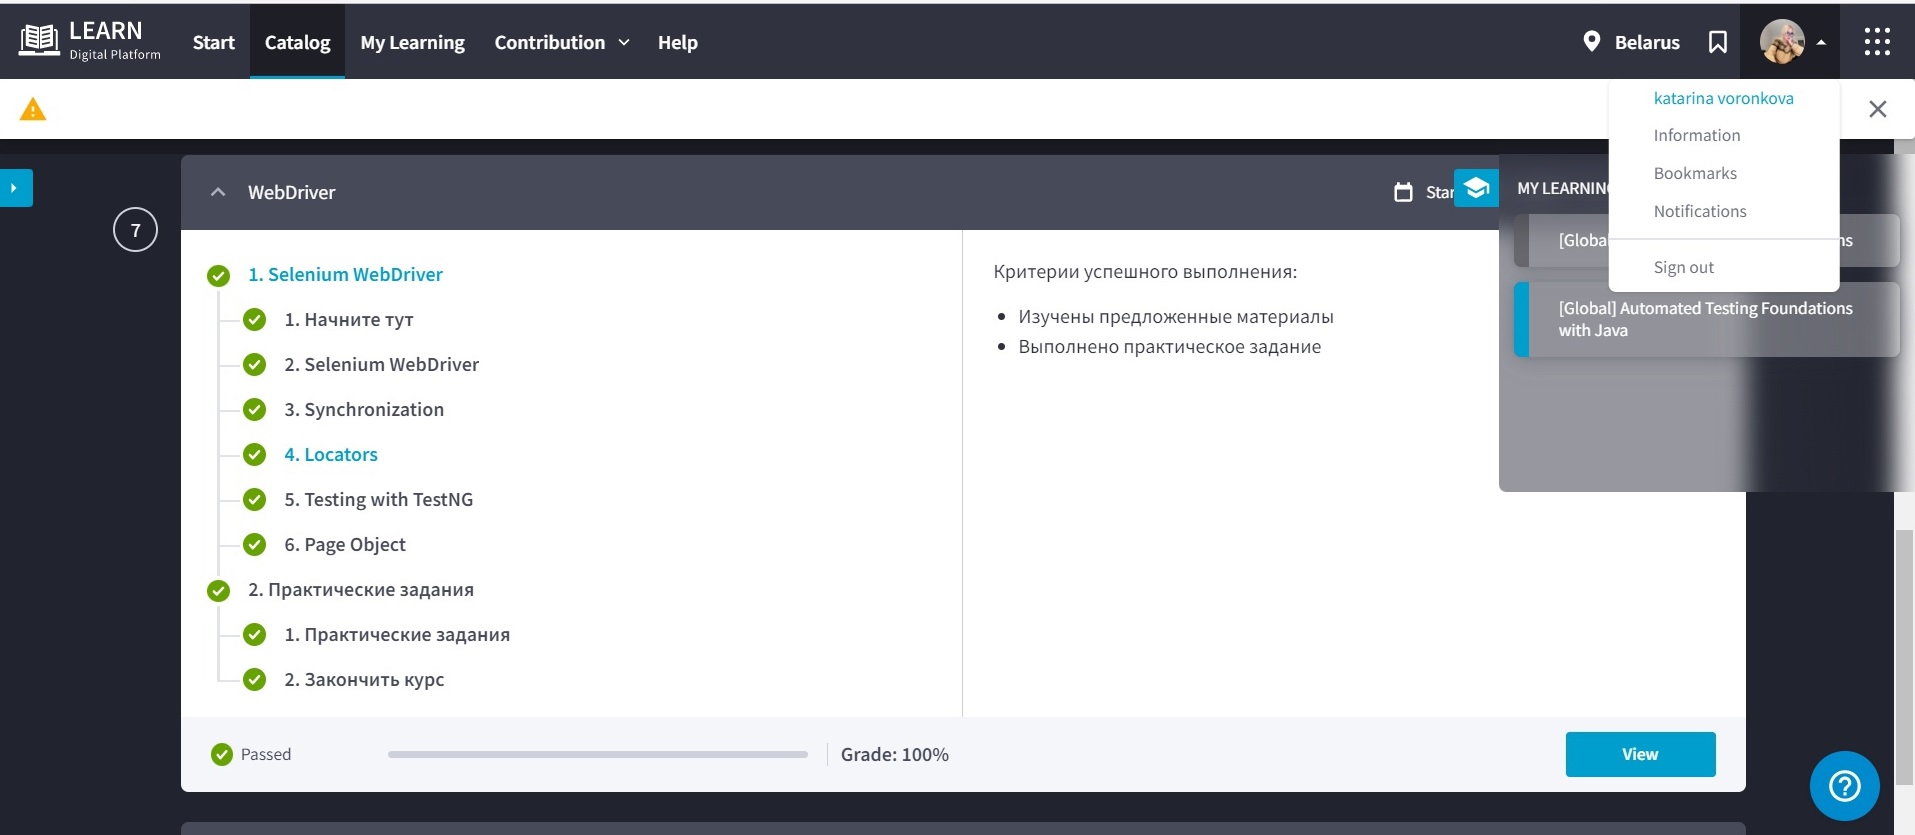 LEARN
Digital Platform
Start
Catalog
My Learning
Contribution
Help
Belarus
katarina voronkova
Information
Bookmarks
Notifications
Sign out
7
WebDriver
MY LEARNING
[Global] Automated Testing Foundations
with Java
1. Selenium WebDriver
1. Начните тут
2. Selenium WebDriver
3. Synchronization
4. Locators
5. Testing with TestNG
6. Page Object
2. Практические задания
1. Практические задания
2. Закончить курс
Критерии успешного выполнения:
• Изучены предложенные материалы
• Выполнено практическое задание
Passed
Grade: 100%
View